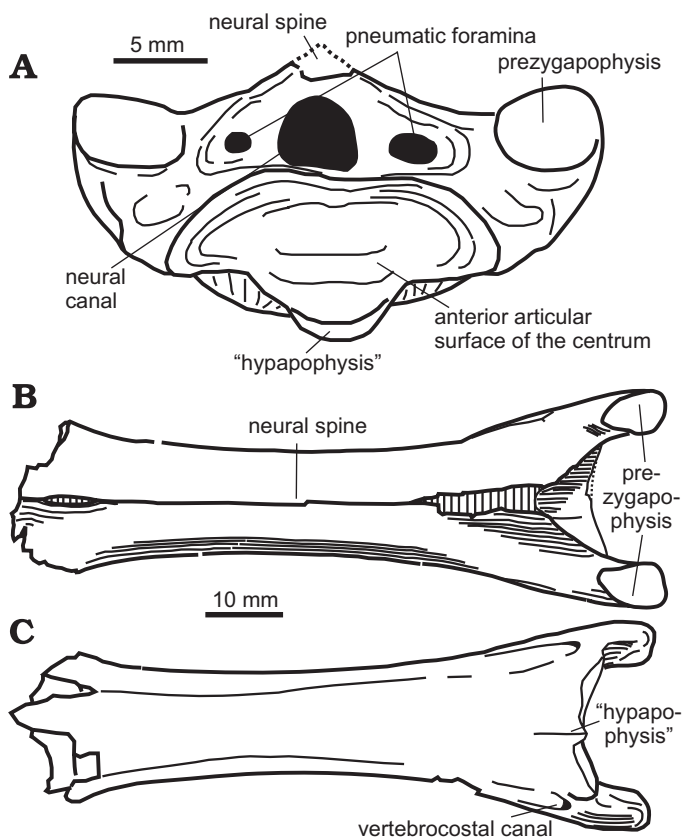 neural spine
5 mm
pneumatic foramina
A
prezygapophysis
neural
canal
anterior articular
surface of the centrum
“hypapophysis”
B
neural spine
pre-
zygapo-
physis
10 mm
C
“hypapo-
physis”
vertebrocostal canal